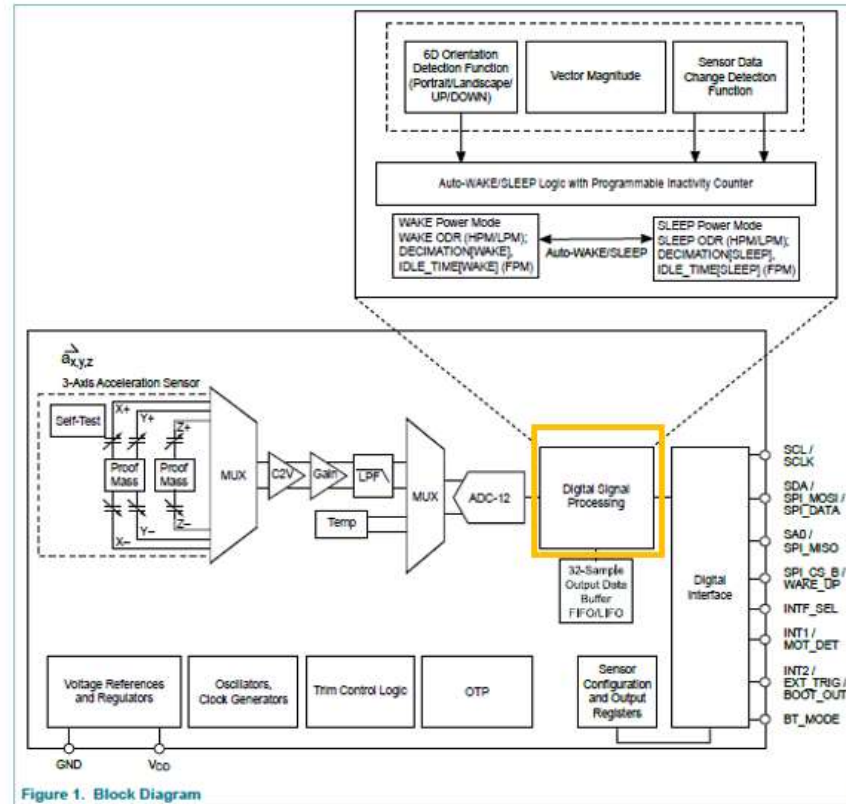 6D Orientation
Detection Function
(Portrait/Landscape/
UP/DOWN)
Vector Magnitude
Sensor Data
Change Detection
Function
Auto-WAKE/SLEEP Logic with Programmable Inactivity Counter
WAKE Power Mode
WAKE ODR (HPM/LPM);
DECIMATION[WAKE],
IDLE_TIME[WAKE] (FPM)
Auto-WAKE/SLEEP
SLEEP Power Mode
SLEEP ODR (HPM/LPM);
DECIMATION[SLEEP],
IDLE_TIME[SLEEP] (FPM)
ax,y,z
3-Axis Acceleration Sensor
Self-Test
X+
Y+
Z+
Proof
Mass
Proof
Mass
X–
Y–
Z–
MUX
C2V
Gain
LPF
Temp
MUX
ADC-12
Digital Signal
Processing
32-Sample
Output Data
Buffer
FIFO/LIFO
Digital
Interface
SCL /
SCLK
SDA /
SPI_MOSI /
SPI_DATA
SA0 /
SPI_MISO
SPI_CS_B /
WAKE_UP
INTF_SEL
INT1 /
MOT_DET
INT2 /
EXT_TRIG /
BOOT_OUT
BT_MODE
Voltage References
and Regulators
Oscillators,
Clock Generators
Trim Control Logic
OTP
Sensor
Configuration
and Output
Registers
GND
VDD
Figure 1. Block Diagram